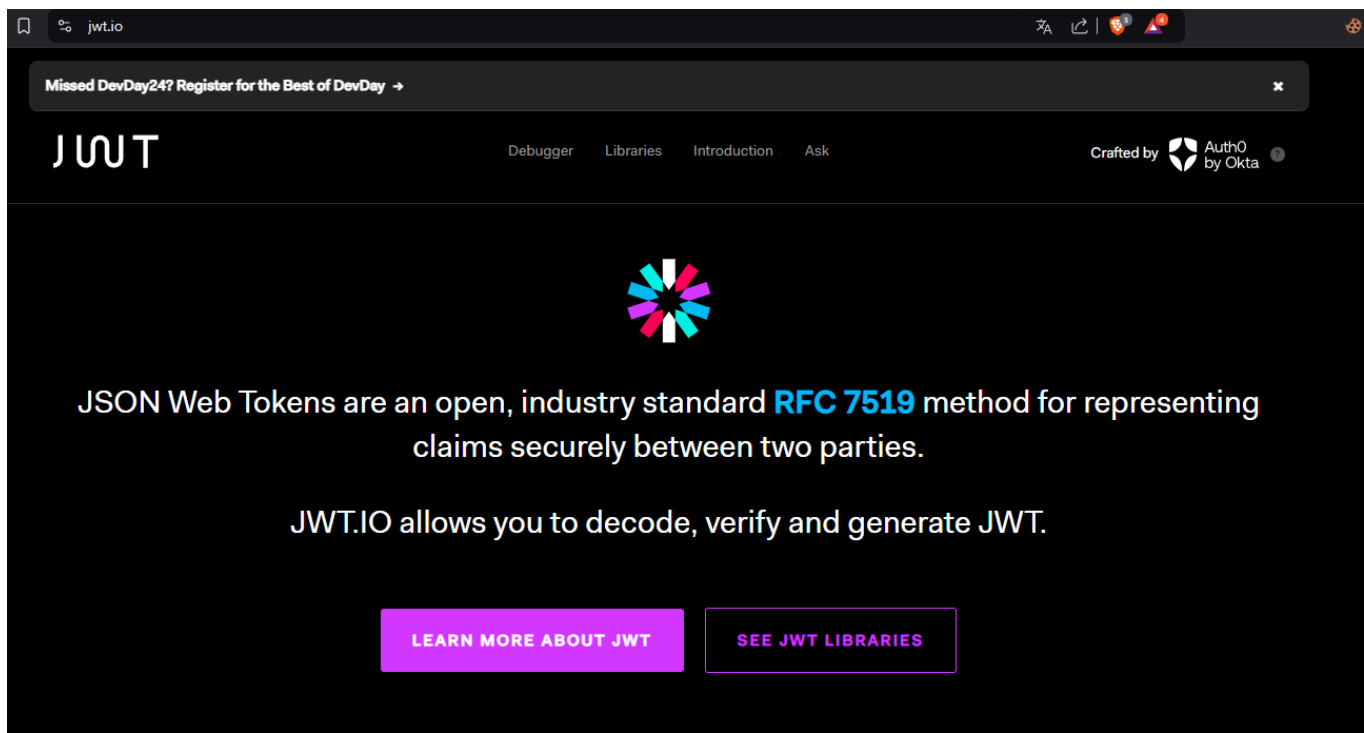 jwt.io
3
4
Missed DevDay24? Register for the Best of DevDay →
JWT
Debugger Libraries Introduction Ask
Crafted by
Auth0
by Okta
?
JSON Web Tokens are an open, industry standard RFC 7519 method for representing
claims securely between two parties.
JWT.IO allows you to decode, verify and generate JWT.
LEARN MORE ABOUT JWT
SEE JWT LIBRARIES